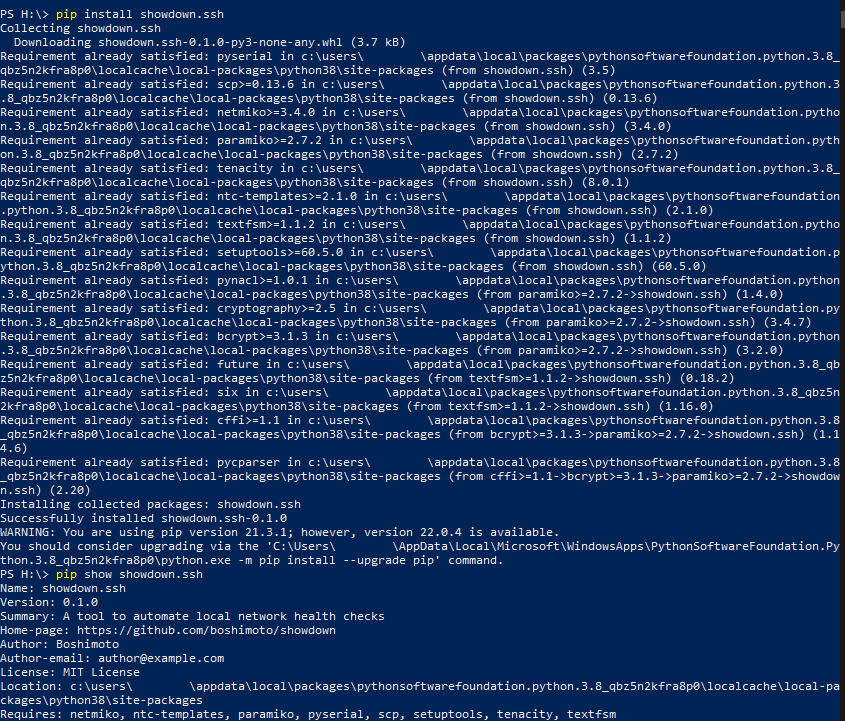 PS H:\> pip install showdown.ssh
Collecting showdown.ssh
  Downloading showdown.ssh-0.1.0-py3-none-any.whl (3.7 kB)
Requirement already satisfied: pyserial in c:\users\        \appdata\local\packages\pythonsoftwarefoundation.python.3.8_
qbz5n2kfra8p0\localcache\local-packages\python38\site-packages (from showdown.ssh) (3.5)
Requirement already satisfied: scp>=0.13.6 in c:\users\        \appdata\local\packages\pythonsoftwarefoundation.python.3
.8_qbz5n2kfra8p0\localcache\local-packages\python38\site-packages (from showdown.ssh) (0.13.6)
Requirement already satisfied: netmiko>=3.4.0 in c:\users\        \appdata\local\packages\pythonsoftwarefoundation.pytho
n.3.8_qbz5n2kfra8p0\localcache\local-packages\python38\site-packages (from showdown.ssh) (3.4.0)
Requirement already satisfied: paramiko>=2.7.2 in c:\users\        \appdata\local\packages\pythonsoftwarefoundation.pyth
on.3.8_qbz5n2kfra8p0\localcache\local-packages\python38\site-packages (from showdown.ssh) (2.7.2)
Requirement already satisfied: tenacity in c:\users\        \appdata\local\packages\pythonsoftwarefoundation.python.3.8_
qbz5n2kfra8p0\localcache\local-packages\python38\site-packages (from showdown.ssh) (8.0.1)
Requirement already satisfied: ntc-templates>=2.1.0 in c:\users\        \appdata\local\packages\pythonsoftwarefoundation
.python.3.8_qbz5n2kfra8p0\localcache\local-packages\python38\site-packages (from showdown.ssh) (2.1.0)
Requirement already satisfied: textfsm>=1.1.2 in c:\users\        \appdata\local\packages\pythonsoftwarefoundation.pytho
n.3.8_qbz5n2kfra8p0\localcache\local-packages\python38\site-packages (from showdown.ssh) (1.1.2)
Requirement already satisfied: setuptools>=60.5.0 in c:\users\        \appdata\local\packages\pythonsoftwarefoundation.p
ython.3.8_qbz5n2kfra8p0\localcache\local-packages\python38\site-packages (from showdown.ssh) (60.5.0)
Requirement already satisfied: pynacl>=1.0.1 in c:\users\        \appdata\local\packages\pythonsoftwarefoundation.python
.3.8_qbz5n2kfra8p0\localcache\local-packages\python38\site-packages (from paramiko>=2.7.2->showdown.ssh) (1.4.0)
Requirement already satisfied: cryptography>=2.5 in c:\users\        \appdata\local\packages\pythonsoftwarefoundation.py
thon.3.8_qbz5n2kfra8p0\localcache\local-packages\python38\site-packages (from paramiko>=2.7.2->showdown.ssh) (3.4.7)
Requirement already satisfied: bcrypt>=3.1.3 in c:\users\        \appdata\local\packages\pythonsoftwarefoundation.python
.3.8_qbz5n2kfra8p0\localcache\local-packages\python38\site-packages (from paramiko>=2.7.2->showdown.ssh) (3.2.0)
Requirement already satisfied: future in c:\users\        \appdata\local\packages\pythonsoftwarefoundation.python.3.8_qb
z5n2kfra8p0\localcache\local-packages\python38\site-packages (from textfsm>=1.1.2->showdown.ssh) (0.18.2)
Requirement already satisfied: six in c:\users\        \appdata\local\packages\pythonsoftwarefoundation.python.3.8_qbz5n
2kfra8p0\localcache\local-packages\python38\site-packages (from textfsm>=1.1.2->showdown.ssh) (1.16.0)
Requirement already satisfied: cffi>=1.1 in c:\users\        \appdata\local\packages\pythonsoftwarefoundation.python.3.8
_qbz5n2kfra8p0\localcache\local-packages\python38\site-packages (from bcrypt>=3.1.3->paramiko>=2.7.2->showdown.ssh) (1.1
4.6)
Requirement already satisfied: pycparser in c:\users\        \appdata\local\packages\pythonsoftwarefoundation.python.3.8
_qbz5n2kfra8p0\localcache\local-packages\python38\site-packages (from cffi>=1.1->bcrypt>=3.1.3->paramiko>=2.7.2->showdow
n.ssh) (2.20)
Installing collected packages: showdown.ssh
Successfully installed showdown.ssh-0.1.0
WARNING: You are using pip version 21.3.1; however, version 22.0.4 is available.
You should consider upgrading via the 'C:\Users\        \AppData\Local\Microsoft\WindowsApps\PythonSoftwareFoundation.Py
thon.3.8_qbz5n2kfra8p0\python.exe -m pip install --upgrade pip' command.
PS H:\> pip show showdown.ssh
Name: showdown.ssh
Version: 0.1.0
Summary: A tool to automate local network health checks
Home-page: https://github.com/boshimoto/showdown
Author: Boshimoto
Author-email: author@example.com
License: MIT License
Location: c:\users\        \appdata\local\packages\pythonsoftwarefoundation.python.3.8_qbz5n2kfra8p0\localcache\local-pa
ckages\python38\site-packages
Requires: netmiko, ntc-templates, paramiko, pyserial, scp, setuptools, tenacity, textfsm